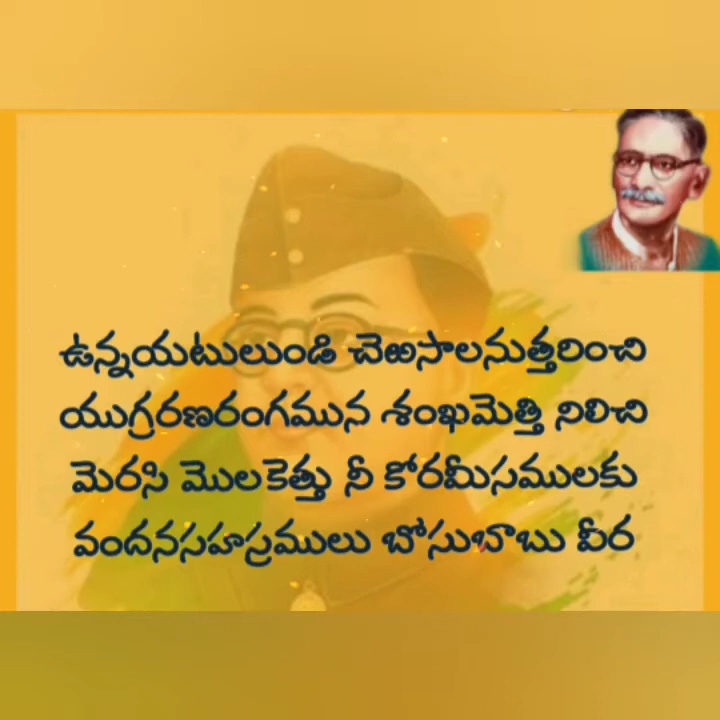 ఉన్నయటులుండి చెఱసాలనుత్తరించి
యుగ్రరణరంగమున శంఖమెత్తి నిలిచి
మెరసి మొలకెత్తు నీ కోరమీసములకు
వందనసహస్రములు బోసుబాబు వీర